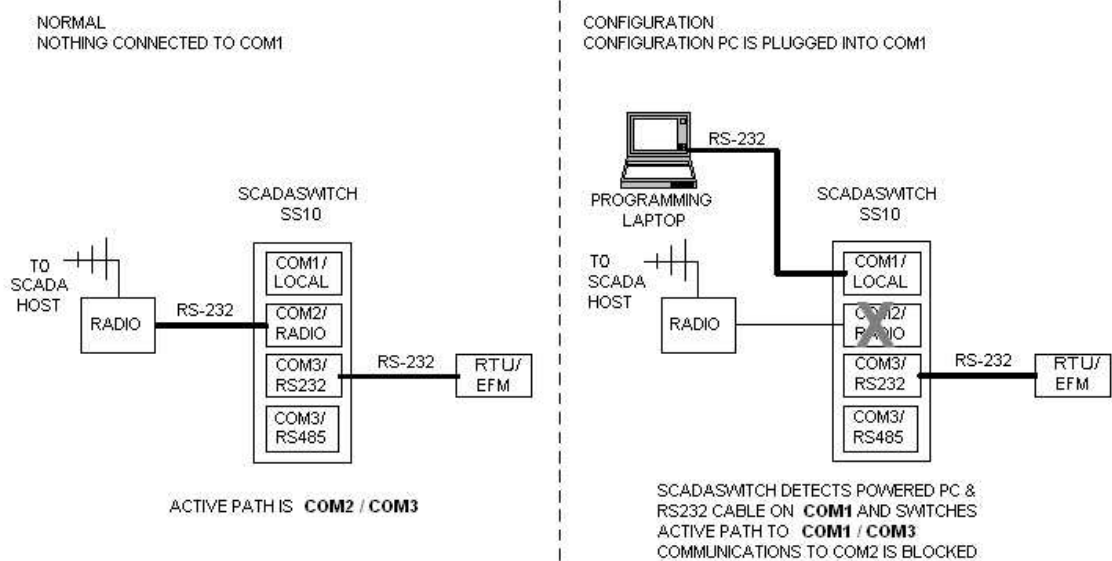 NORMAL
NOTHING CONNECTED TO COM1
SCADASWITCH
SS10
TO
SCADA
HOST
RADIO
RS-232
COM1/
LOCAL
COM2/
RADIO
COM3/
RS232
COM3/
RS485
RS-232
RTU/
EFM
ACTIVE PATH IS COM2 / COM3
CONFIGURATION
CONFIGURATION PC IS PLUGGED INTO COM1
RS-232
PROGRAMMING
LAPTOP
SCADASWITCH
SS10
TO
SCADA
HOST
RADIO
COM1/
LOCAL
COM2/
RADIO
X
COM3/
RS232
COM3/
RS485
RS-232
RTU/
EFM
SCADASWITCH DETECTS POWERED PC &
RS232 CABLE ON COM1 AND SWITCHES
ACTIVE PATH TO COM1 / COM3
COMMUNICATIONS TO COM2 IS BLOCKED